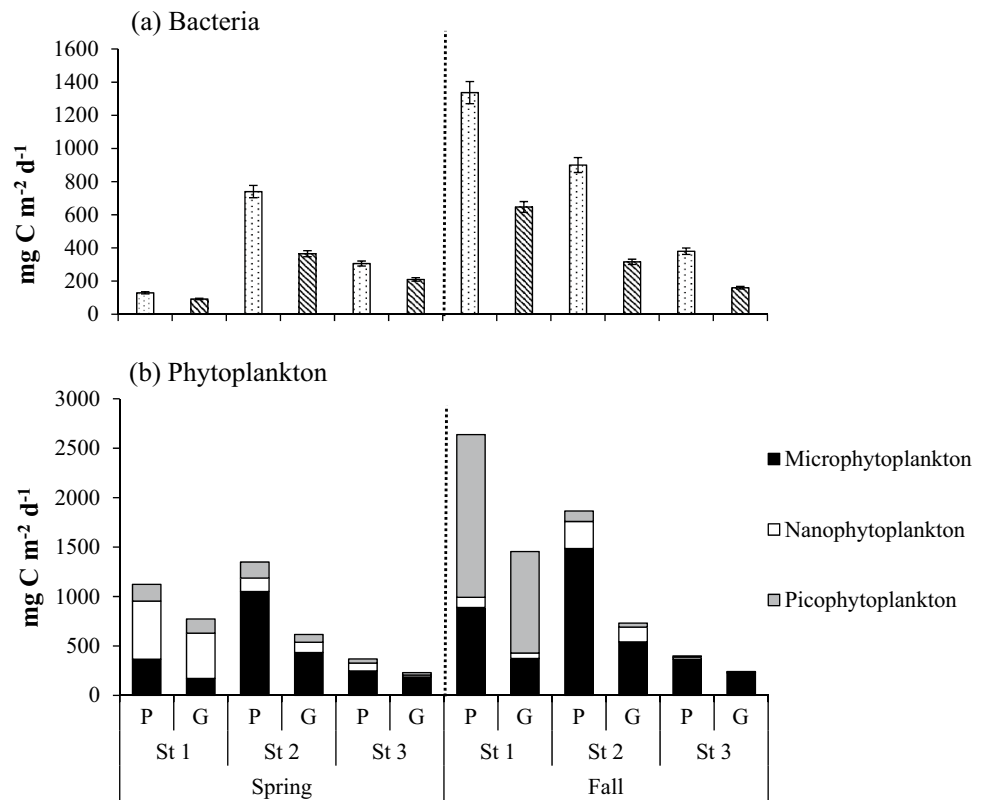 (a) Bacteria
1600
1400
1200
1000
800
600
400
200
0
mg C m-2 d-1
(b) Phytoplankton
3000
2500
2000
1500
1000
500
0
mg C m-2 d-1
Microphytoplankton
Nanophytoplankton
Picophytoplankton
P G P G P G P G P G P G
St 1 St 2 St 3 St 1 St 2 St 3
Spring Fall